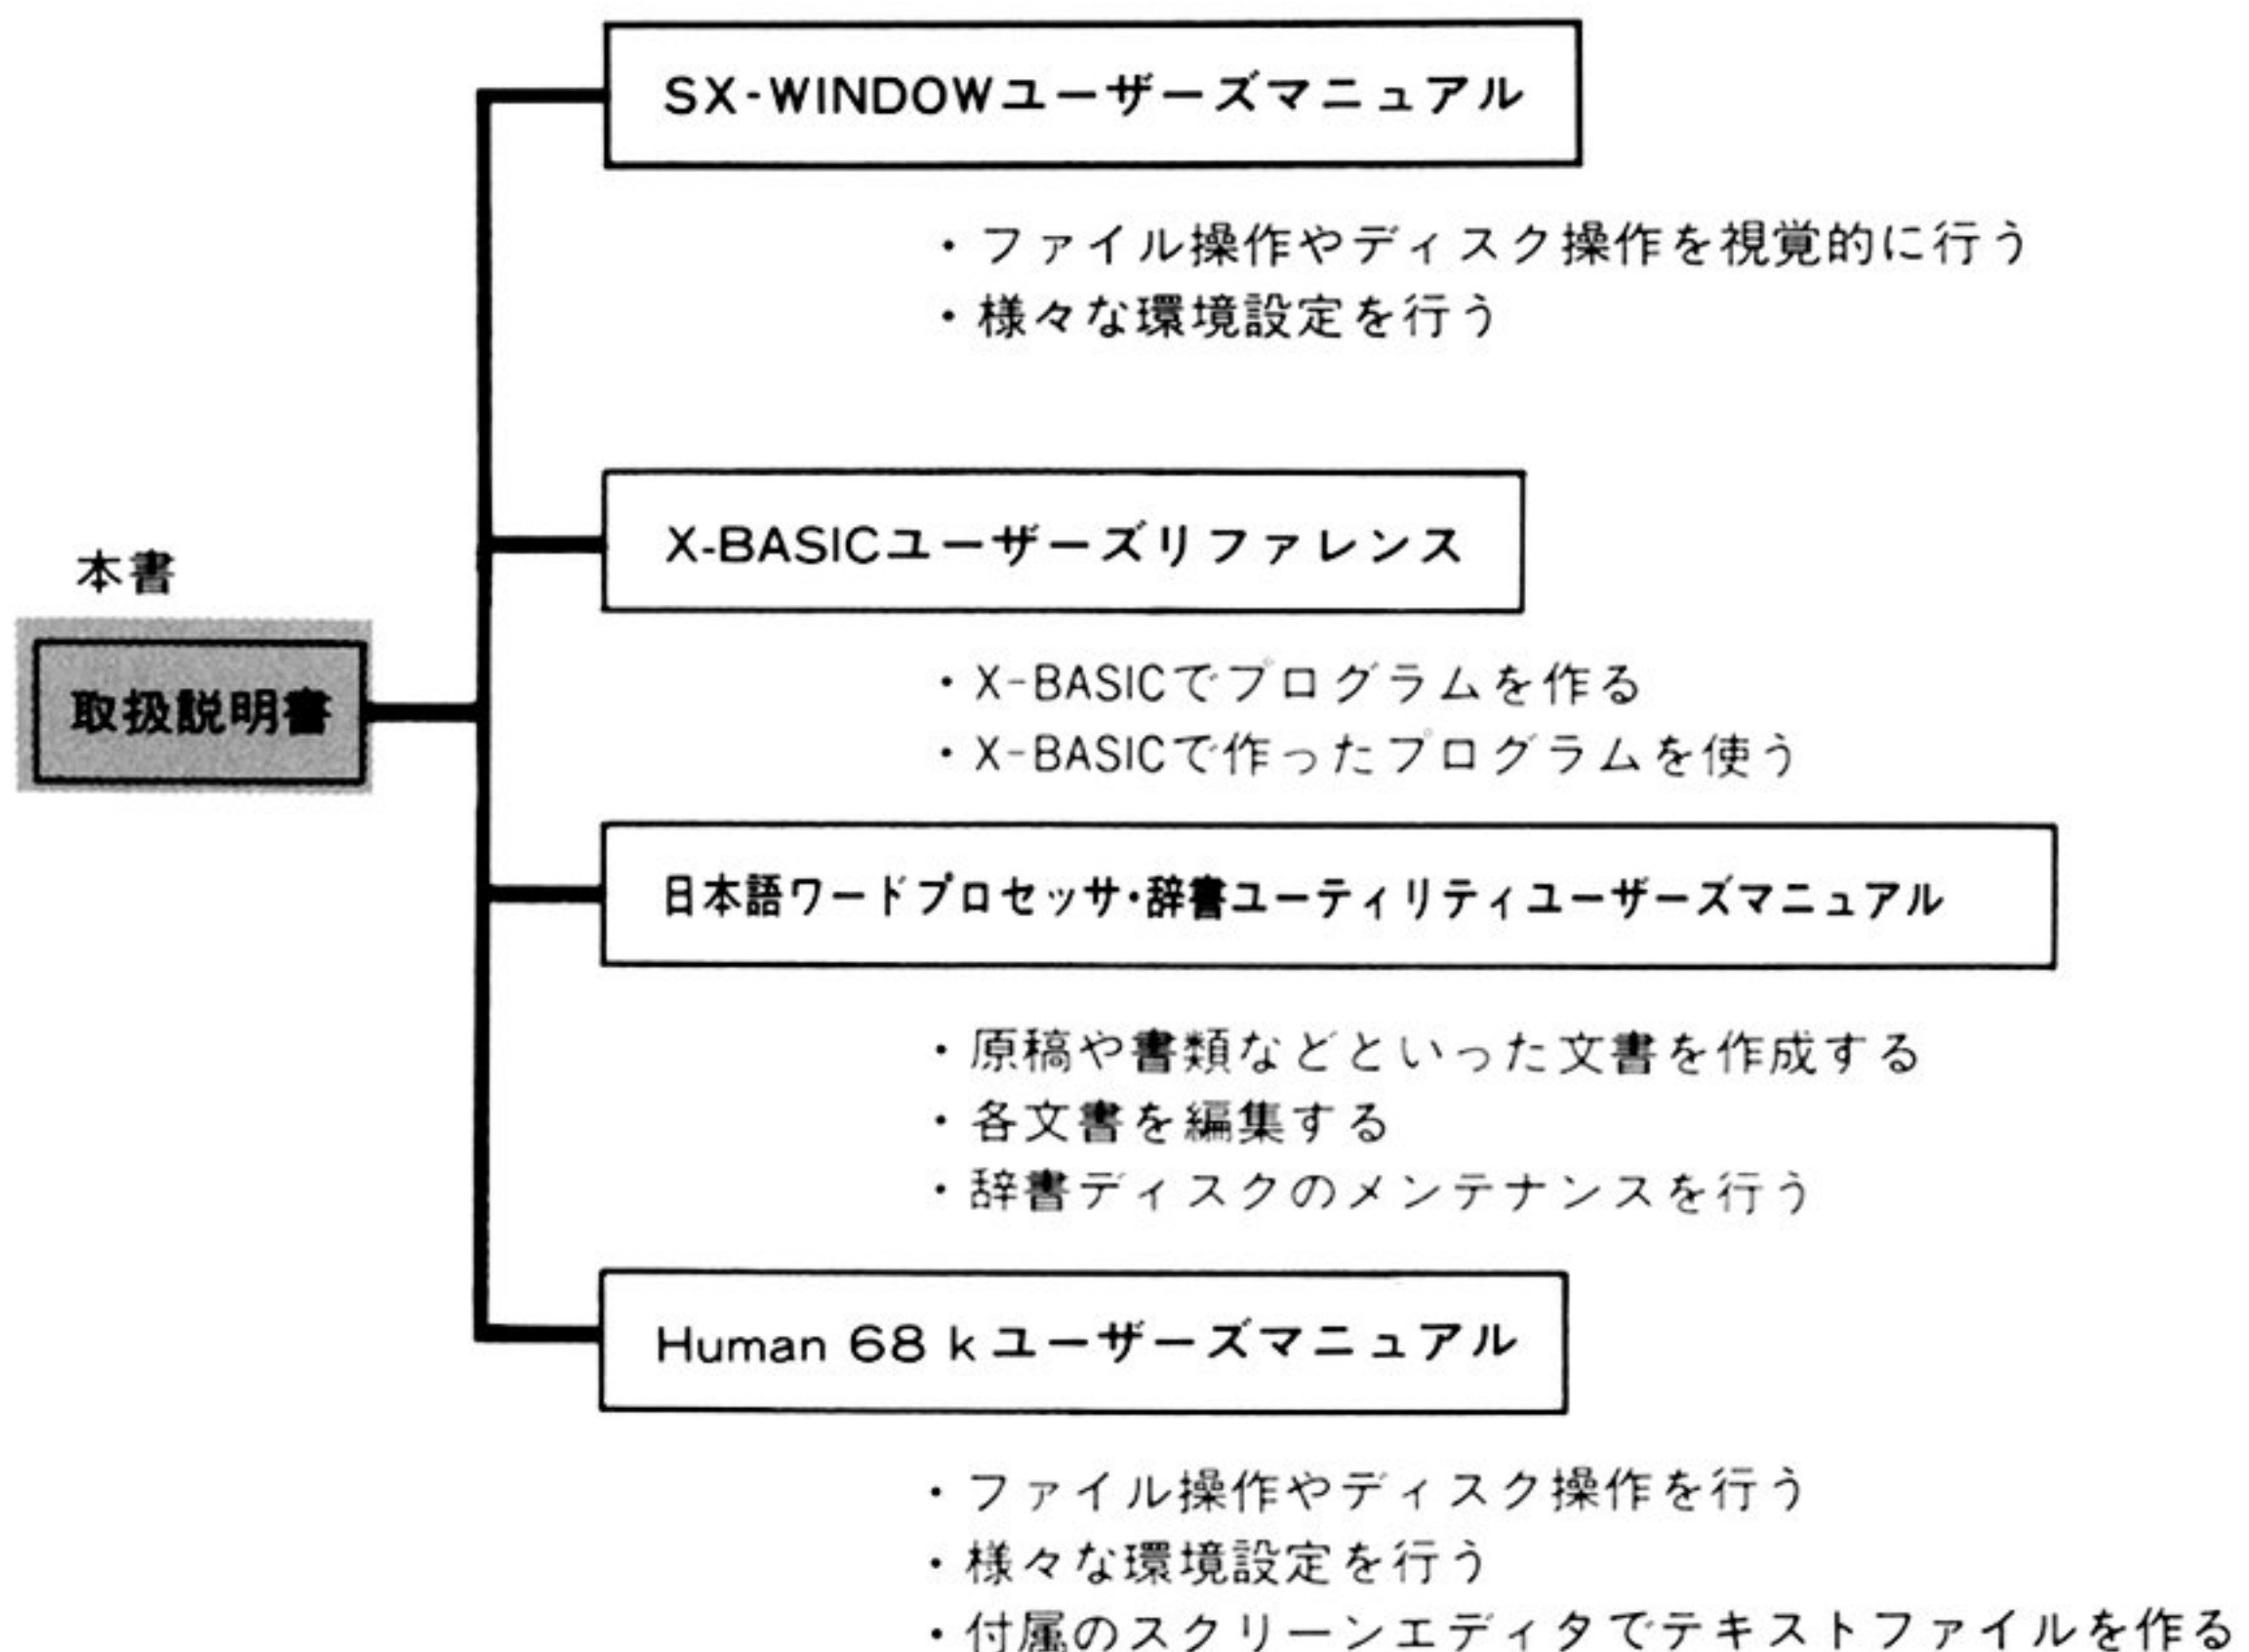 SX-WINDOWユーザーズマニュアル
・ファイル操作やディスク操作を視覚的に行う
・様々な環境設定を行う
X-BASICユーザーズリファレンス
本書
取扱説明書
・X-BASICでプログラムを作る
・X-BASICで作ったプログラムを使う
日本語ワードプロセッサ・辞書ユーティリティユーザーズマニュアル
・原稿や書類などといった文書を作成する
・各文書を編集する
・辞書ディスクのメンテナンスを行う
Human 68 k ユーザーズマニュアル
・ファイル操作やディスク操作を行う
・様々な環境設定を行う
・付属のスクリーンエディタでテキストファイルを作る